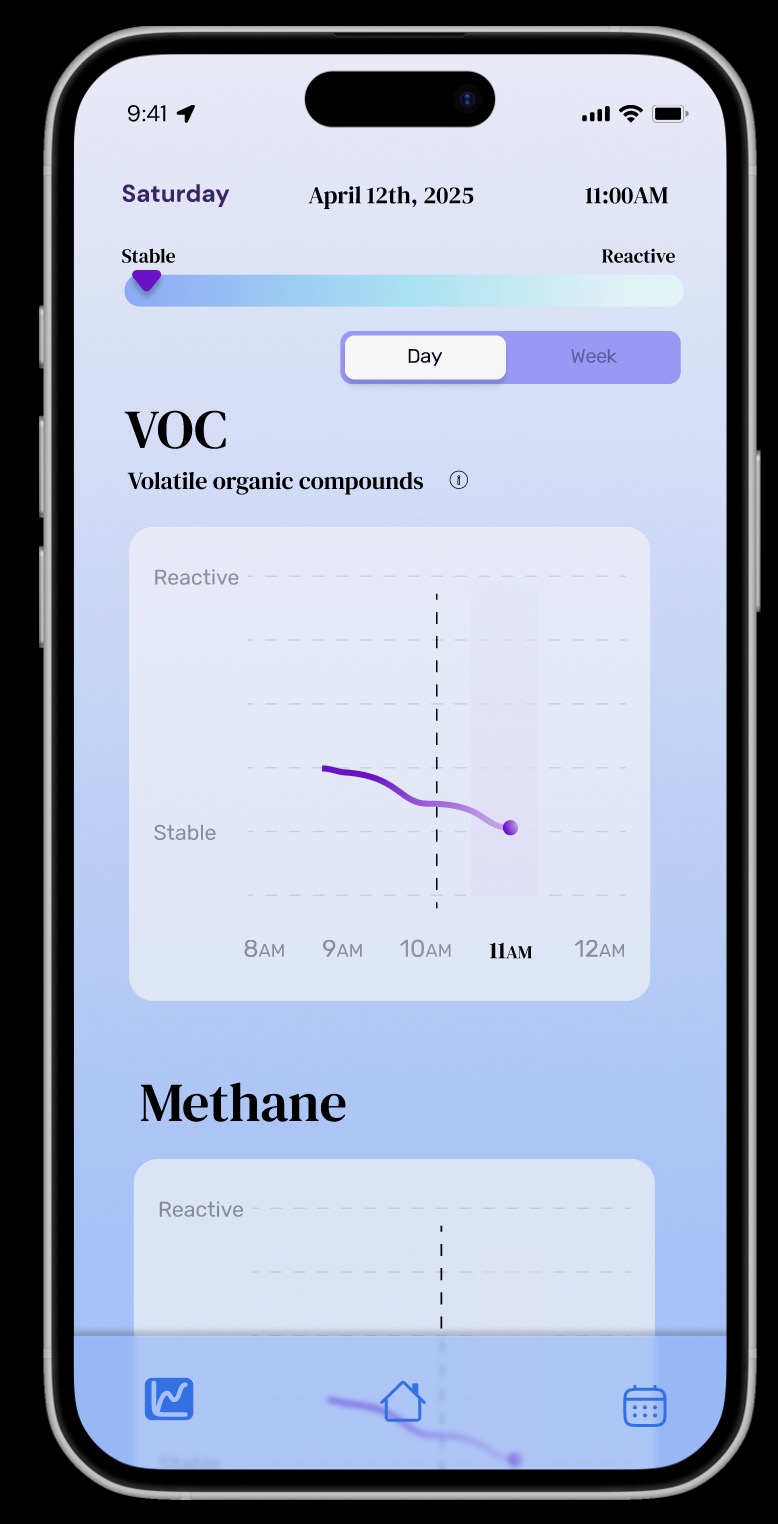 9:41
Saturday April 12th, 2025 11:00AM
Stable Reactive
Day Week
VOC
Volatile organic compounds
Reactive
Stable
8AM 9AM 10AM 11AM 12AM
Methane
Reactive
Stable